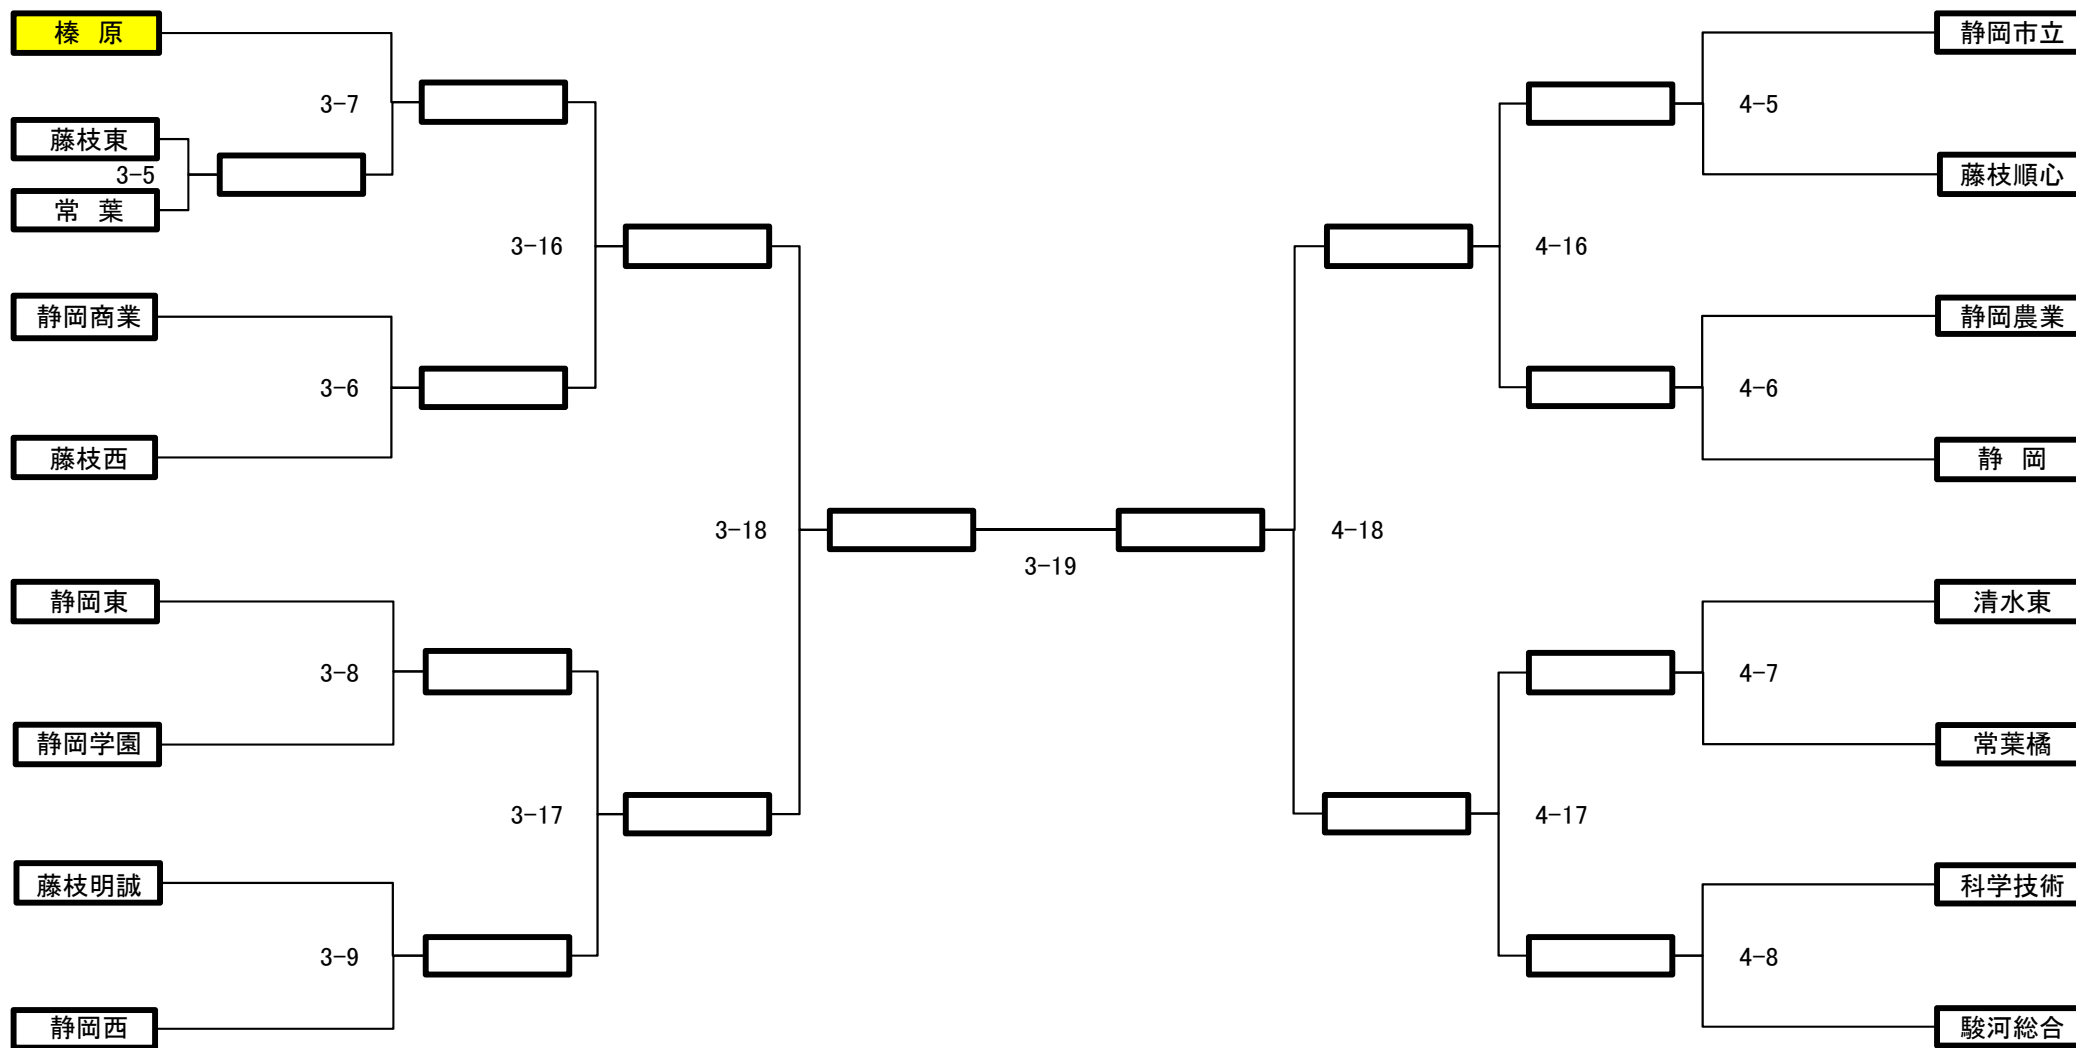 榛 原
3-7
藤枝東
3-5
常 葉
3-16
静岡商業
3-6
藤枝西
3-18
静岡東
3-8
静岡学園
3-17
藤枝明誠
3-9
静岡西
3-19
静岡市立
4-5
藤枝順心
4-16
静岡農業
4-6
静 岡
4-18
清水東
4-7
常葉橘
4-17
科学技術
4-8
駿河総合